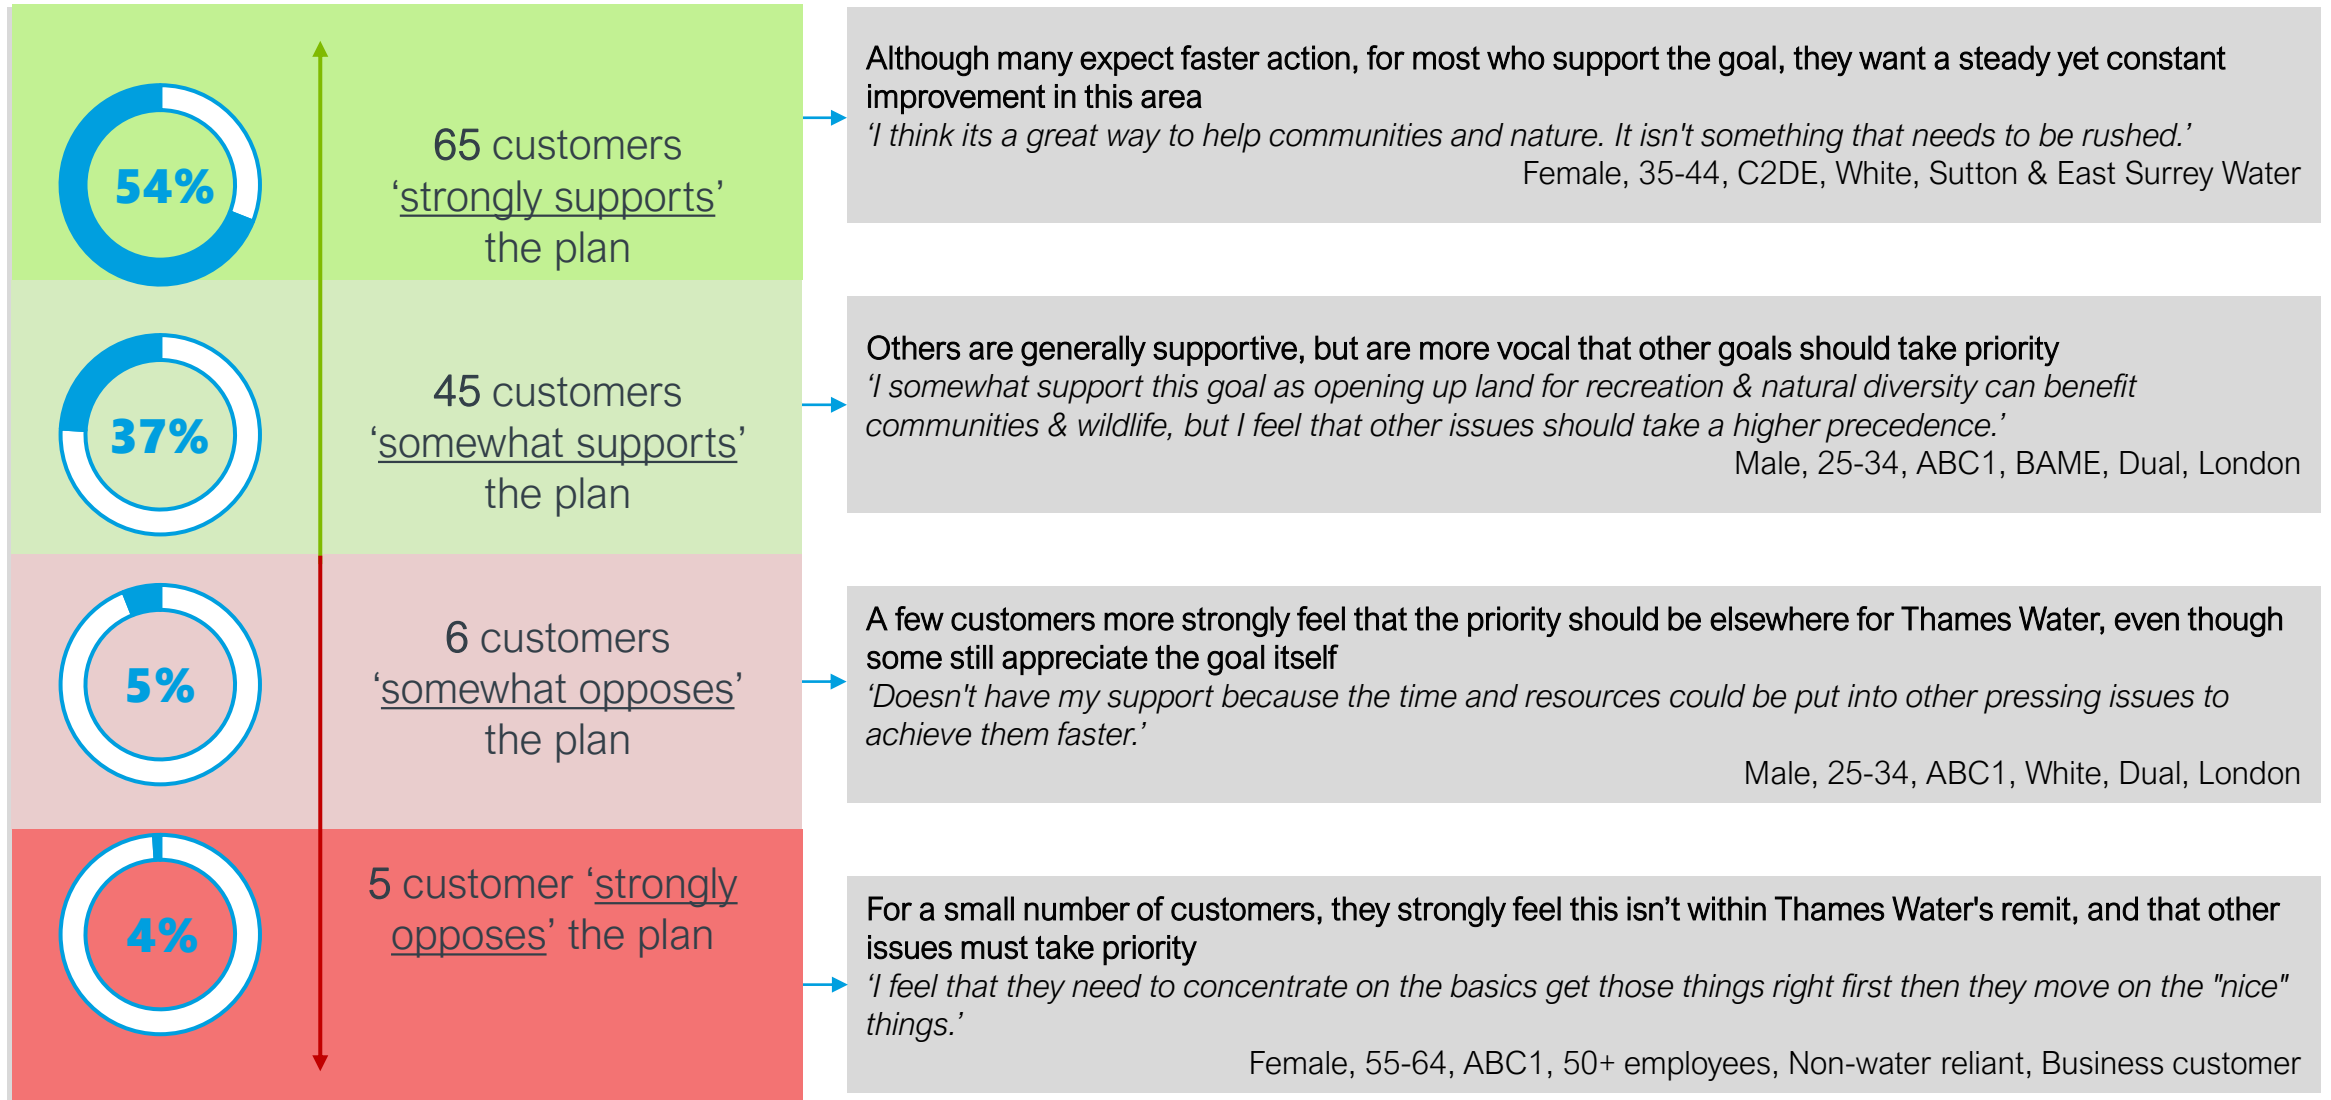 54%
65 customers
‘strongly supports’
the plan
Although many expect faster action, for most who support the goal, they want a steady yet constant
improvement in this area
‘I think its a great way to help communities and nature. It isn't something that needs to be rushed.’
Female, 35-44, C2DE, White, Sutton & East Surrey Water
37%
45 customers
‘somewhat supports’
the plan
Others are generally supportive, but are more vocal that other goals should take priority
‘I somewhat support this goal as opening up land for recreation & natural diversity can benefit
communities & wildlife, but I feel that other issues should take a higher precedence.’
Male, 25-34, ABC1, BAME, Dual, London
5%
6 customers
‘somewhat opposes’
the plan
A few customers more strongly feel that the priority should be elsewhere for Thames Water, even though
some still appreciate the goal itself
‘Doesn't have my support because the time and resources could be put into other pressing issues to
achieve them faster.’
Male, 25-34, ABC1, White, Dual, London
4%
5 customer ‘strongly
opposes’ the plan
For a small number of customers, they strongly feel this isn’t within Thames Water's remit, and that other
issues must take priority
‘I feel that they need to concentrate on the basics get those things right first then they move on the "nice"
things.’
Female, 55-64, ABC1, 50+ employees, Non-water reliant, Business customer